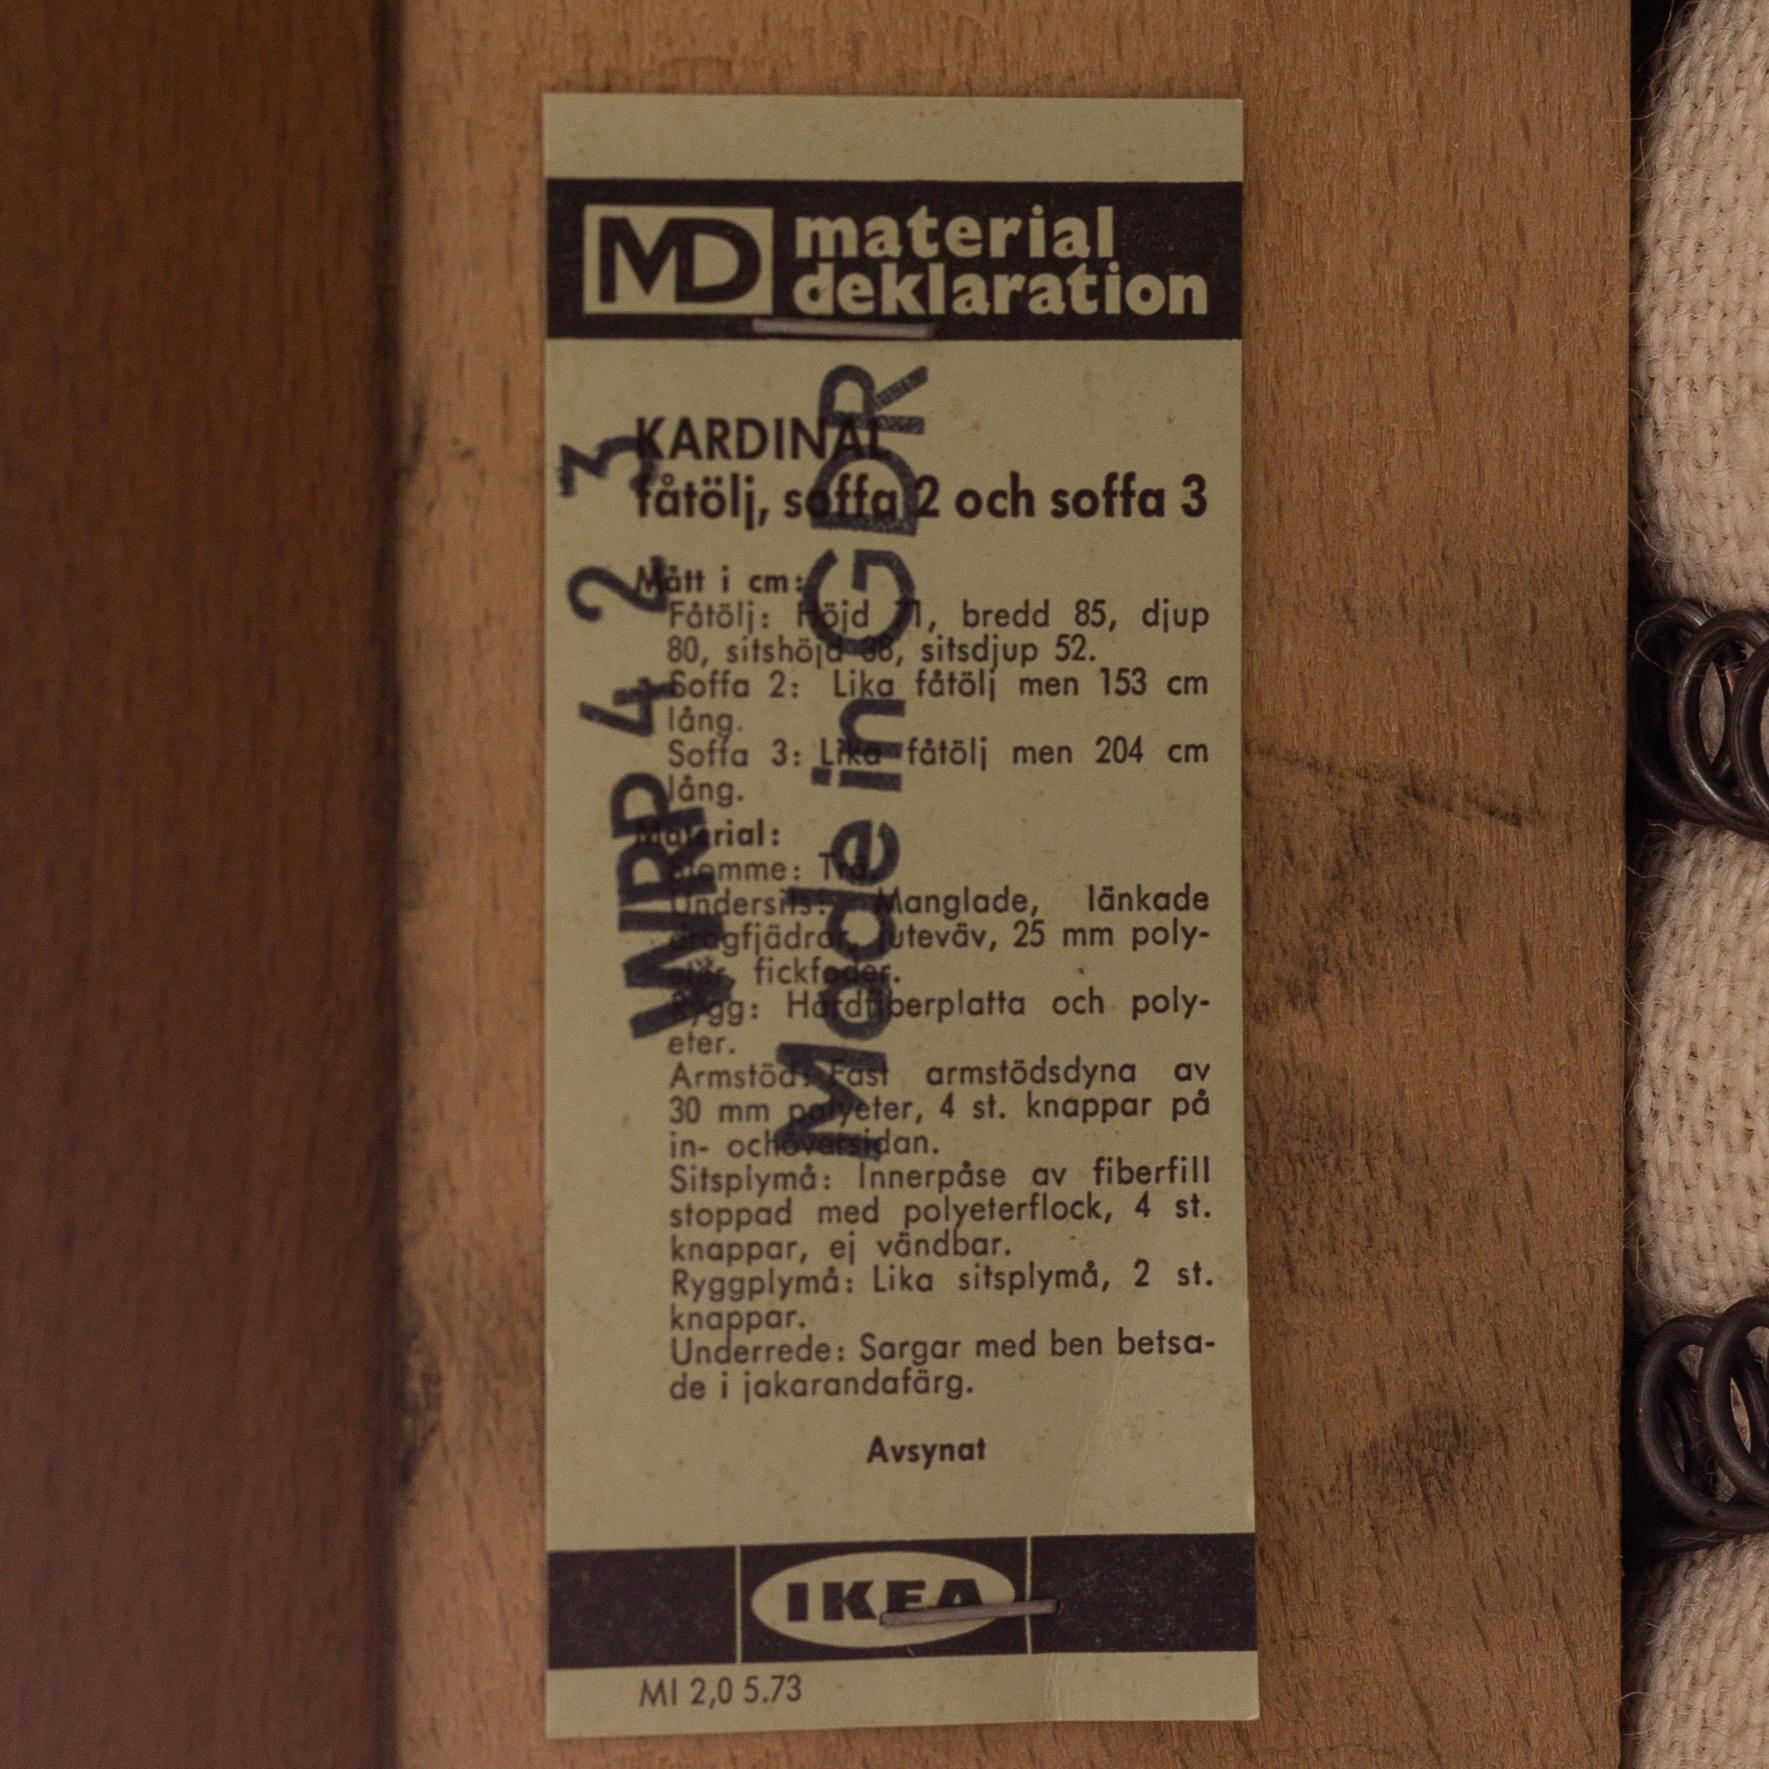 MD material
deklaration
KARDINAL
fåtölj, soffa 2 och soffa 3
Mått i cm:
Fåtölj: Höjd 71, bredd 85, djup
80, sitshöjd 38, sitsdjup 52.
Soffa 2: Lika fåtölj men 153 cm
lång.
Soffa 3: Lika fåtölj men 204 cm
lång.
Material:
Stomme: Trä.
Undersits: Manglade, länkade
dragfjädrar, juteväv, 25 mm poly-
eter, fickfoder.
Rygg: Hårdfiberplatta och poly-
eter.
Armstöd: Fast armstödsdyna av
30 mm polyeter, 4 st. knappar på
in- och översidan.
Sitsplymå: Innerpåse av fiberfill
stoppad med polyeterflock, 4 st.
knappar, ej vändbar.
Ryggplymå: Lika sitsplymå, 2 st.
knappar.
Underrede: Sargar med ben betsa-
de i jakarandafärg.
Avsynat
IKEA
MI 2,0 5.73
WRP 4 2 3
Made in GDR